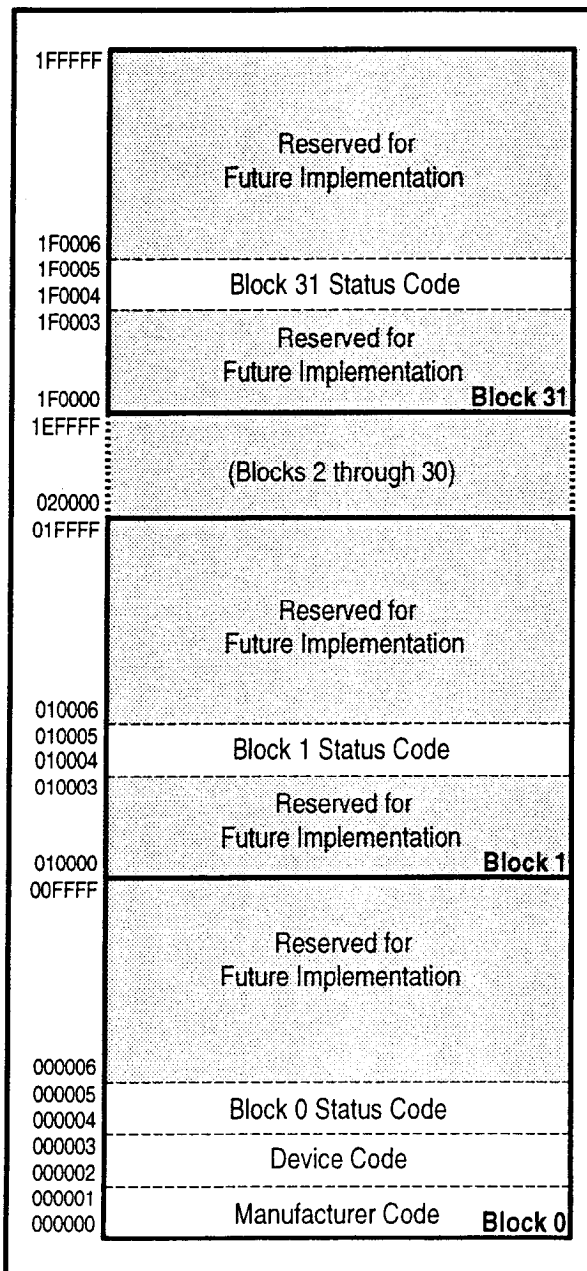 1FFFFF
Reserved for
Future Implementation
1F0006
1F0005
Block 31 Status Code
1F0004
1F0003
Reserved for
Future Implementation
1F0000
Block 31
1EFFFF
(Blocks 2 through 30)
020000
01FFFF
Reserved for
Future Implementation
010006
010005
Block 1 Status Code
010004
010003
Reserved for
Future Implementation
010000
Block 1
00FFFF
Reserved for
Future Implementation
000006
000005
Block 0 Status Code
000004
000003
Device Code
000002
000001
Manufacturer Code
Block 0
000000